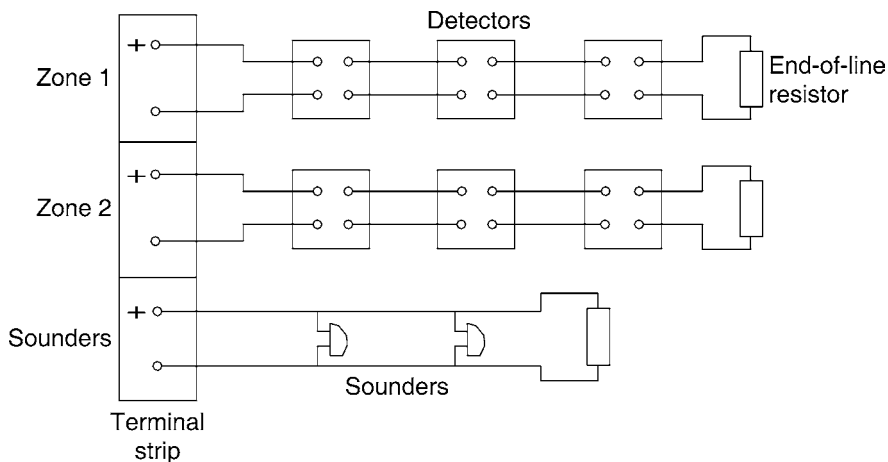 Detectors
+
Zone 1
End-of-line
resistor
+
Zone 2
+
Sounders
Sounders
Terminal
strip